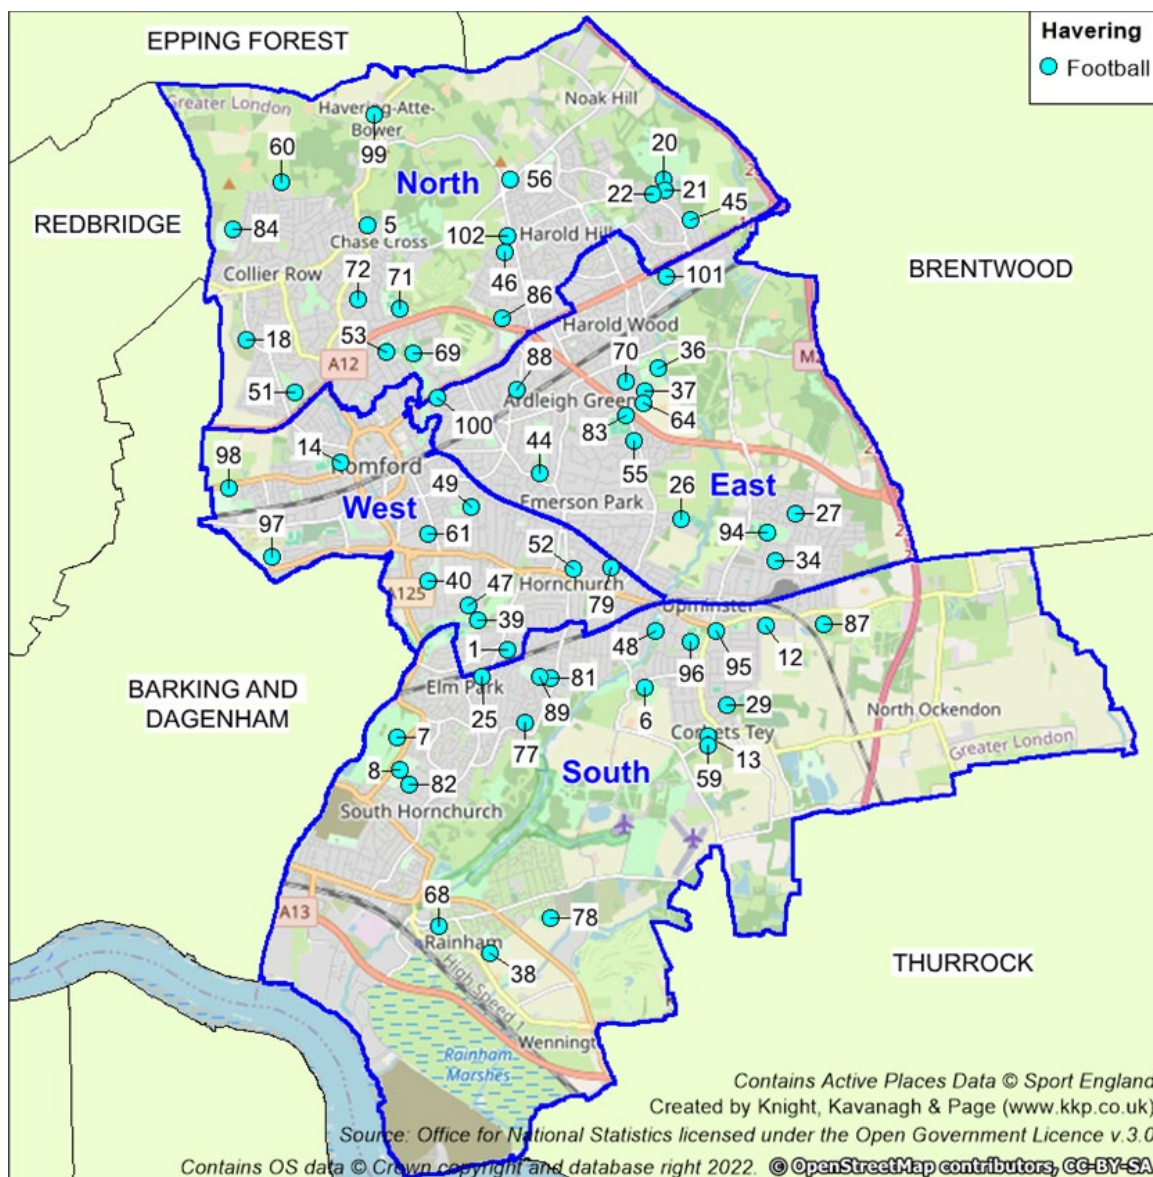 EPPING FOREST
Havering
Football
Greater London
Havering-Atte-
Bower
Noak Hill
60
99
20
North
56
22
21
45
REDBRIDGE
84
5
Chase Cross
102
Harold Hill
BRENTWOOD
Collier Row
72
71
46
101
86
Harold Wood
18
53
69
88
70
36
A12
37
51
Ardleigh Green
100
83
64
14
44
55
98
Romford
49
26
East
Emerson Park
27
West
94
97
61
52
34
40
47
Hornchurch
A125
79
39
Upminster
87
1
48
96
95
12
BARKING AND
DAGENHAM
Elm Park
81
25
89
6
29
North Ockendon
7
77
Corbets Tey
Greater London
8
South
13
82
59
South Hornchurch
68
A13
78
Rainham
38
THURROCK
High Speed 1
Wenningt
Rainham
Marshes
Contains Active Places Data © Sport England
Created by Knight, Kavanagh & Page (www.kkp.co.uk)
Source: Office for National Statistics licensed under the Open Government Licence v.3.0
Contains OS data © Crown copyright and database right 2022. © OpenStreetMap contributors, CC-BY-SA